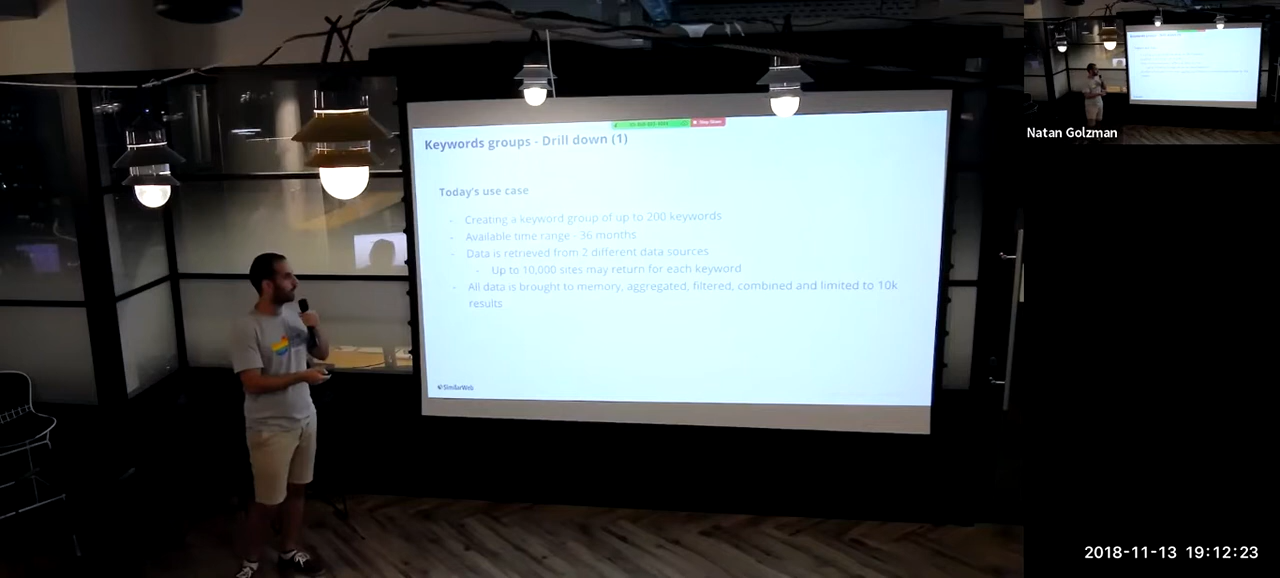 Keywords groups - Drill down (1)
Today's use case
- Creating a keyword group of up to 200 keywords
- Available time range - 36 months
- Data is retrieved from 2 different data sources
- Up to 10,000 sites may return for each keyword
- All data is brought to memory, aggregated, filtered, combined and limited to 10k
results
SimilarWeb
Stop Share
Natan Golzman
2018-11-13 19:12:23